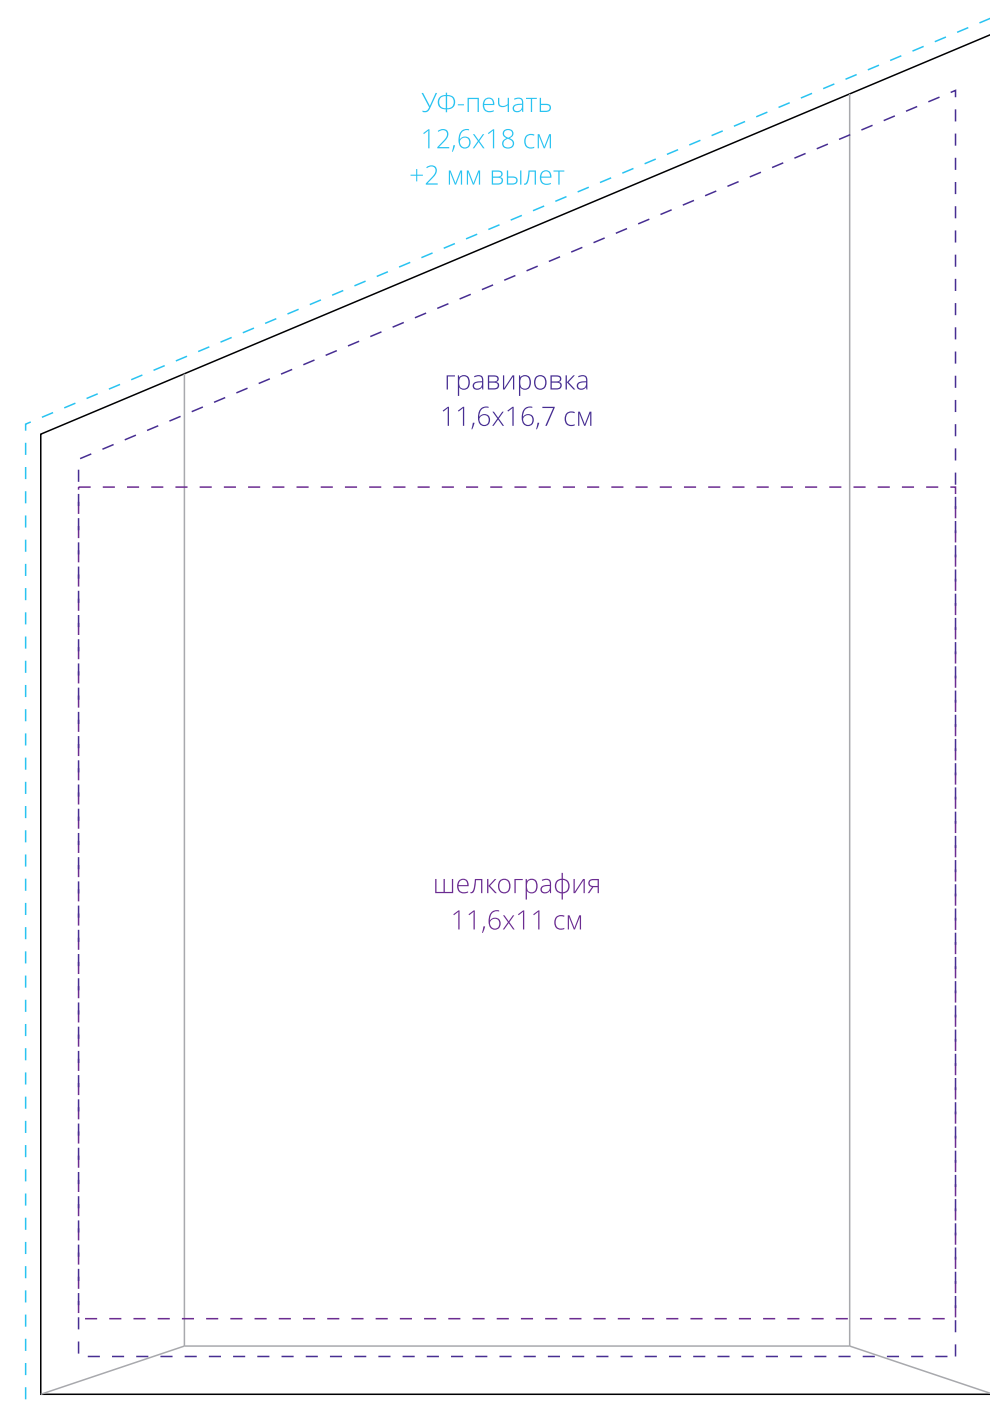 УФ-печать
12,6х18 см
+2 мм вылет
гравировка
11,6х16,7 см
шелкография
11,6х11 см